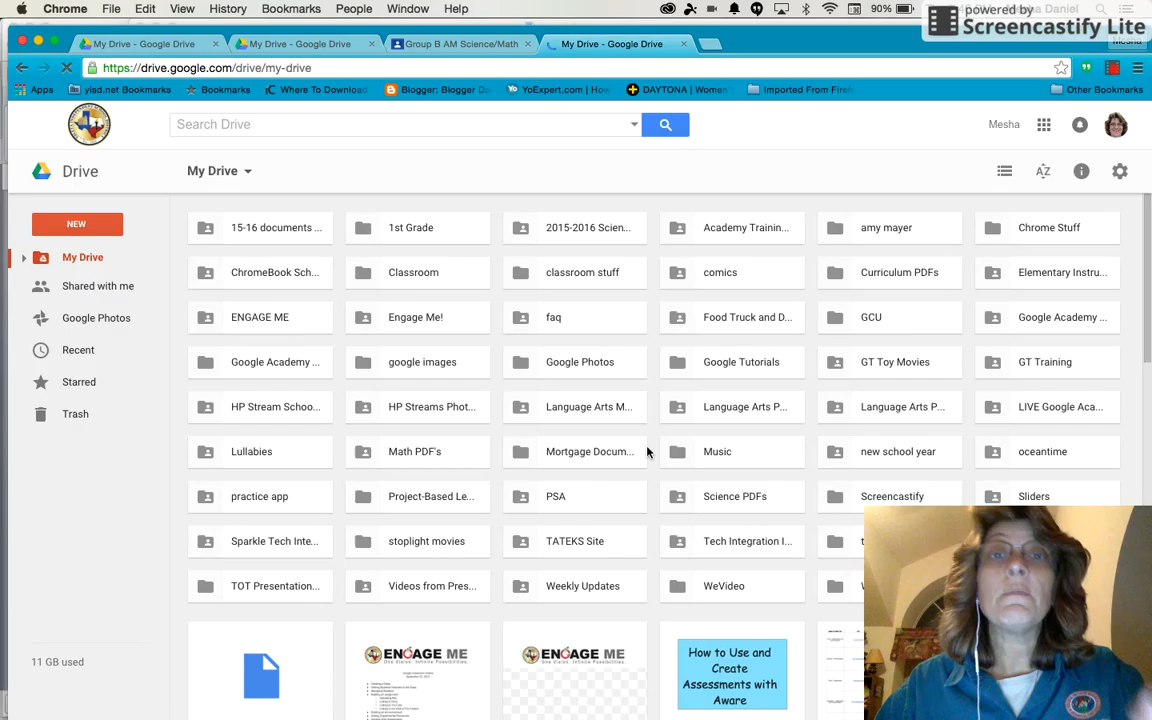 Chrome File Edit View History Bookmarks People Window Help 90% Daniel
powered by
Screencastify Lite
My Drive - Google Drive My Drive - Google Drive Group B AM Science/Math My Drive - Google Drive Mesha
https://drive.google.com/drive/my-drive
Apps yisd.net Bookmarks Bookmarks Where To Download Blogger: Blogger Da YoExpert.com | How DAYTONA | Women' Imported From Firef Other Bookmarks
Search Drive Mesha
Drive My Drive
NEW
My Drive
Shared with me
Google Photos
Recent
Starred
Trash
11 GB used
15-16 documents ... 1st Grade 2015-2016 Scien... Academy Trainin... amy mayer Chrome Stuff
ChromeBook Sch... Classroom classroom stuff comics Curriculum PDFs Elementary Instru...
ENGAGE ME Engage Me! faq Food Truck and D... GCU Google Academy ...
Google Academy ... google images Google Photos Google Tutorials GT Toy Movies GT Training
HP Stream Schoo... HP Streams Phot... Language Arts M... Language Arts P... Language Arts P... LIVE Google Aca...
Lullabies Math PDF's Mortgage Docum... Music new school year oceantime
practice app Project-Based Le... PSA Science PDFs Screencastify Sliders
Sparkle Tech Inte... stoplight movies TATEKS Site Tech Integration I...
TOT Presentation... Videos from Pres... Weekly Updates WeVideo
ENGAGE ME
One Vision. Infinite Possibilities.
ENGAGE ME
One Vision. Infinite Possibilities.
How to Use and
Create
Assessments with
Aware